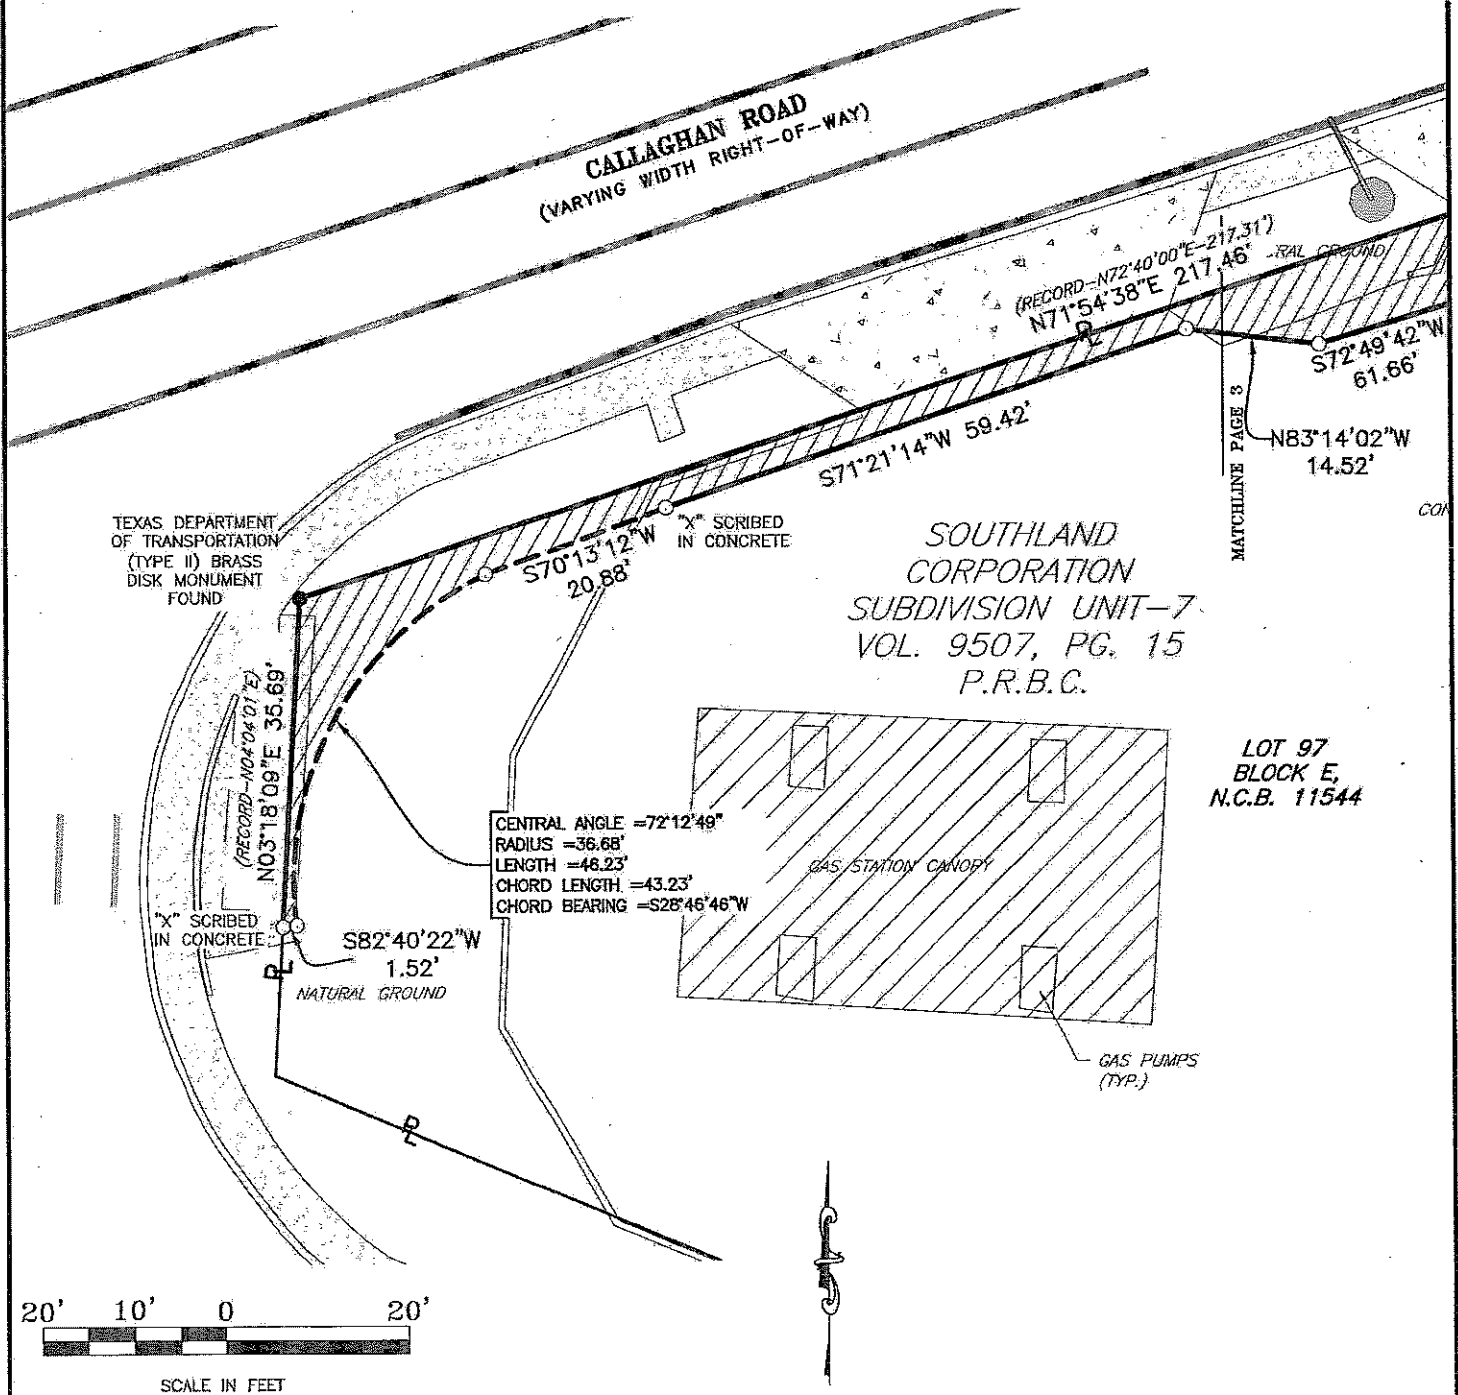 CALLAGHAN ROAD
(VARYING WIDTH RIGHT-OF-WAY)
(RECORD-N72°40'00"E-217.31')
N71°54'38"E 217.46'
RAL GROUND
PL
S72°49'42"W
61.66'
MATCHLINE PAGE 3
N83°14'02"W
14.52'
S71°21'14"W 59.42'
"X" SCRIBED
IN CONCRETE
S70°13'12"W
20.88'
TEXAS DEPARTMENT
OF TRANSPORTATION
(TYPE II) BRASS
DISK MONUMENT
FOUND
SOUTHLAND
CORPORATION
SUBDIVISION UNIT-7
VOL. 9507, PG. 15
P.R.B.C.
CON
(RECORD-N04°04'01"E)
N03°18'09"E 35.69'
LOT 97
BLOCK E,
N.C.B. 11544
CENTRAL ANGLE =72°12'49"
RADIUS =36.68'
LENGTH =46.23'
CHORD LENGTH =43.23'
CHORD BEARING =S28°46'46"W
GAS STATION CANOPY
"X" SCRIBED
IN CONCRETE
S82°40'22"W
1.52'
PL
NATURAL GROUND
GAS PUMPS
(TYP.)
PL
20' 10' 0 20'
SCALE IN FEET